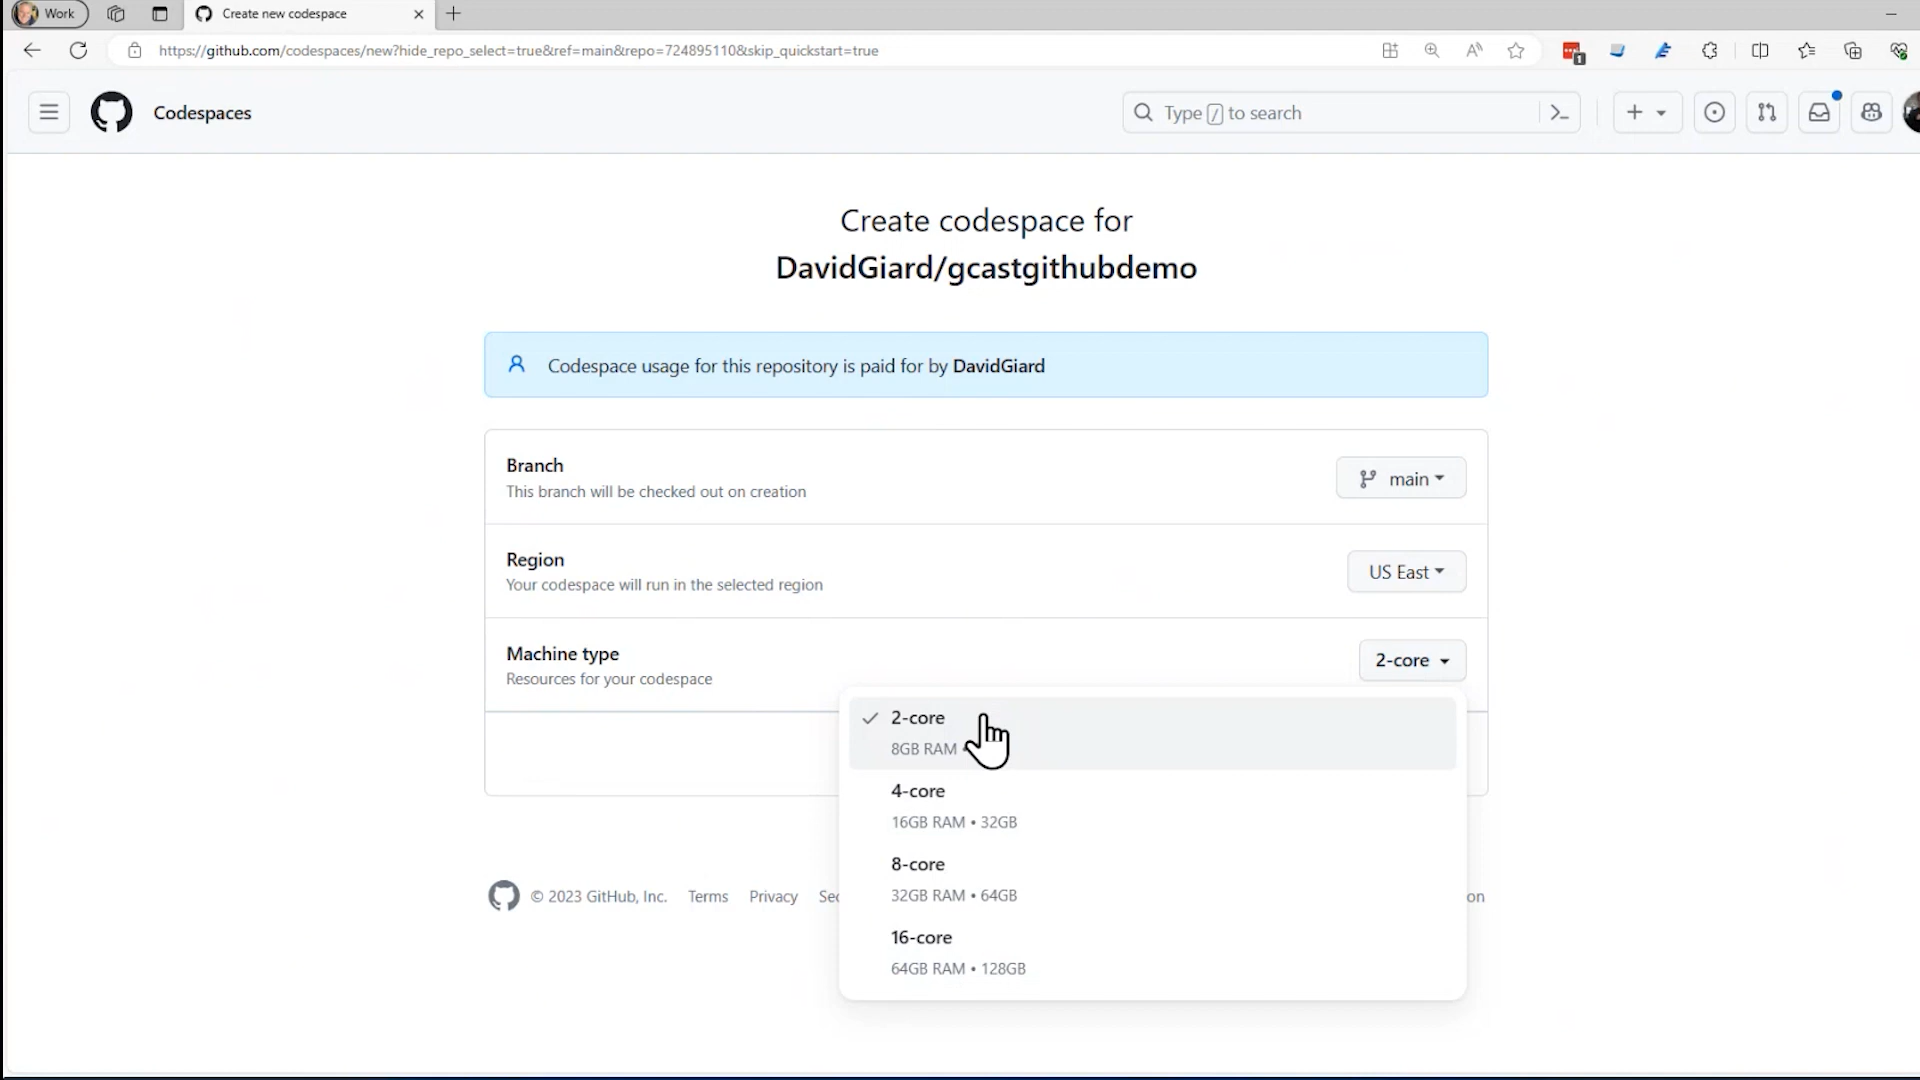 Work
Create new codespace
https://github.com/codespaces/new?hide_repo_select=true&ref=main&repo=724895110&skip_quickstart=true
1
Codespaces
Type / to search
Create codespace for
DavidGiard/gcastgithubdemo
Codespace usage for this repository is paid for by DavidGiard
Branch
This branch will be checked out on creation
main
Region
Your codespace will run in the selected region
US East
Machine type
Resources for your codespace
2-core
2-core
8GB RAM
4-core
16GB RAM • 32GB
8-core
32GB RAM • 64GB
16-core
64GB RAM • 128GB
© 2023 GitHub, Inc. Terms Privacy Sec on